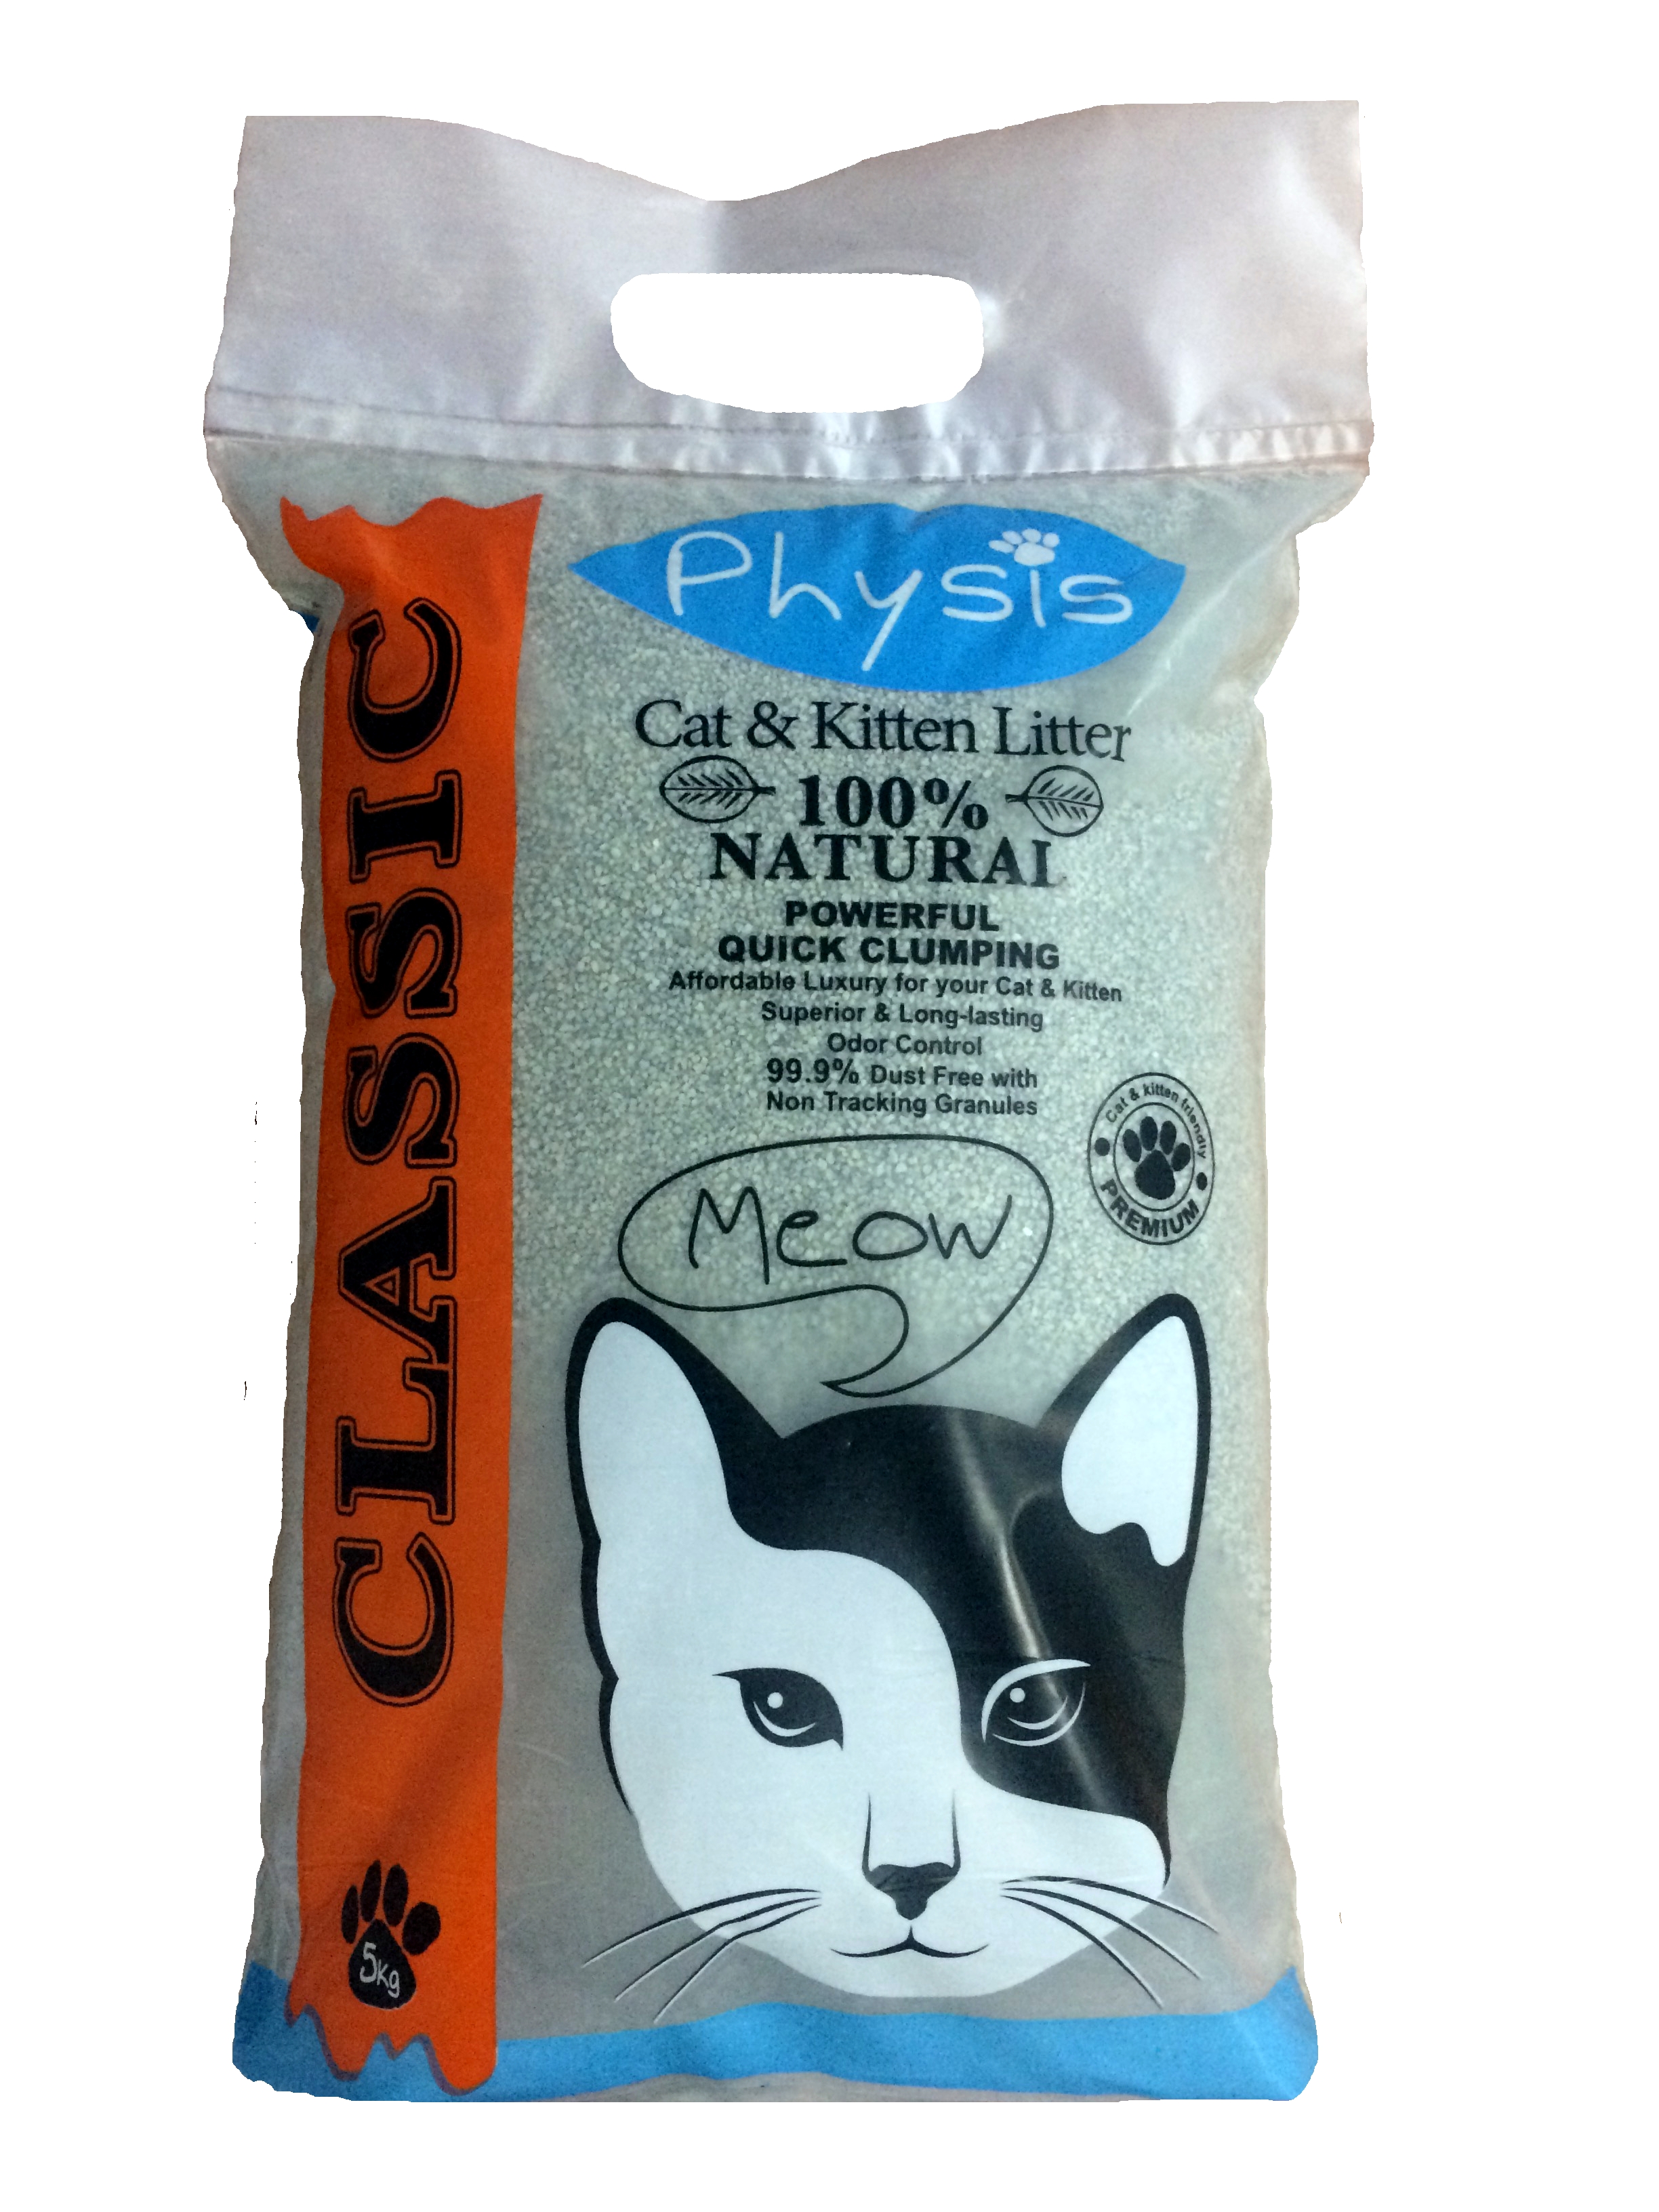 Physis
Cat & Kitten Litter
100%
NATURAL
POWERFUL
QUICK CLUMPING
Affordable Luxury for your Cat & Kitten
Superior & Long-lasting
Odor Control
99.9% Dust Free with
Non Tracking Granules
Cat & kitten friendly
PREMIUM
Meow
CLASSIC
5kg